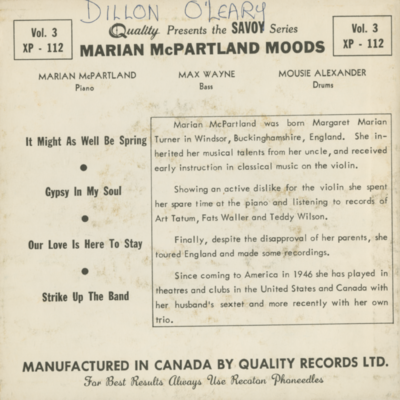 DILLON O'LEARY
Vol. 3
XP - 112
Quality Presents the SAVOY Series
MARIAN McPARTLAND MOODS
Vol. 3
XP - 112
MARIAN McPARTLAND
Piano
MAX WAYNE
Bass
MOUSIE ALEXANDER
Drums
It Might As Well Be Spring
Gypsy In My Soul
Our Love Is Here To Stay
Strike Up The Band
Marian McPartland was born Margaret Marian
Turner in Windsor, Buckinghamshire, England. She in-
herited her musical talents from her uncle, and received
early instruction in classical music on the violin.
Showing an active dislike for the violin she spent
her spare time at the piano and listening to records of
Art Tatum, Fats Waller and Teddy Wilson.
Finally, despite the disapproval of her parents, she
toured England and made some recordings.
Since coming to America in 1946 she has played in
theatres and clubs in the United States and Canada with
her husband's sextet and more recently with her own
trio.
MANUFACTURED IN CANADA BY QUALITY RECORDS LTD.
For Best Results Always Use Recoton Phoneedles